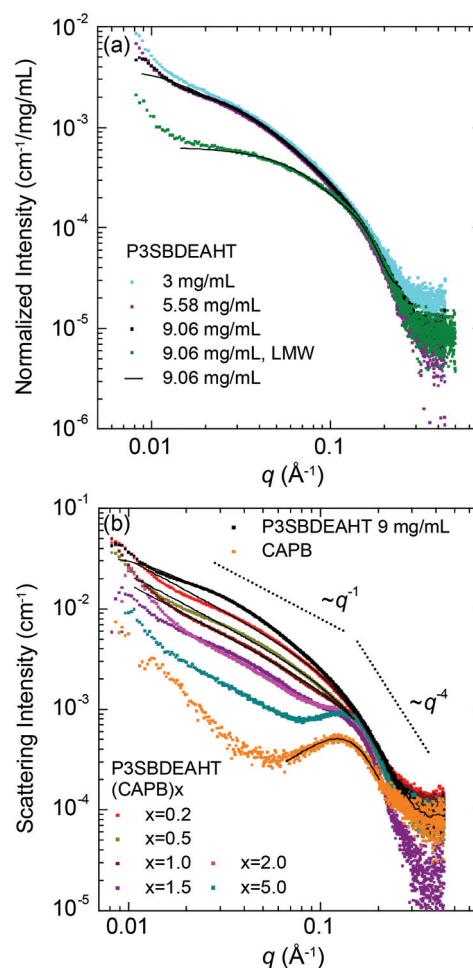 (a)
Normalized Intensity (cm⁻¹/mg/mL)
10⁻²
10⁻³
10⁻⁴
10⁻⁵
10⁻⁶
P3SBDEAHT
3 mg/mL
5.58 mg/mL
9.06 mg/mL
9.06 mg/mL, LMW
9.06 mg/mL
0.01 0.1
q (Å⁻¹)
(b)
Scattering Intensity (cm⁻¹)
10⁻¹
10⁻²
10⁻³
10⁻⁴
10⁻⁵
P3SBDEAHT 9 mg/mL
CAPB
~q⁻¹
~q⁻⁴
P3SBDEAHT
(CAPB)x
x=0.2
x=0.5
x=1.0 x=2.0
x=1.5 x=5.0
0.01 0.1
q (Å⁻¹)